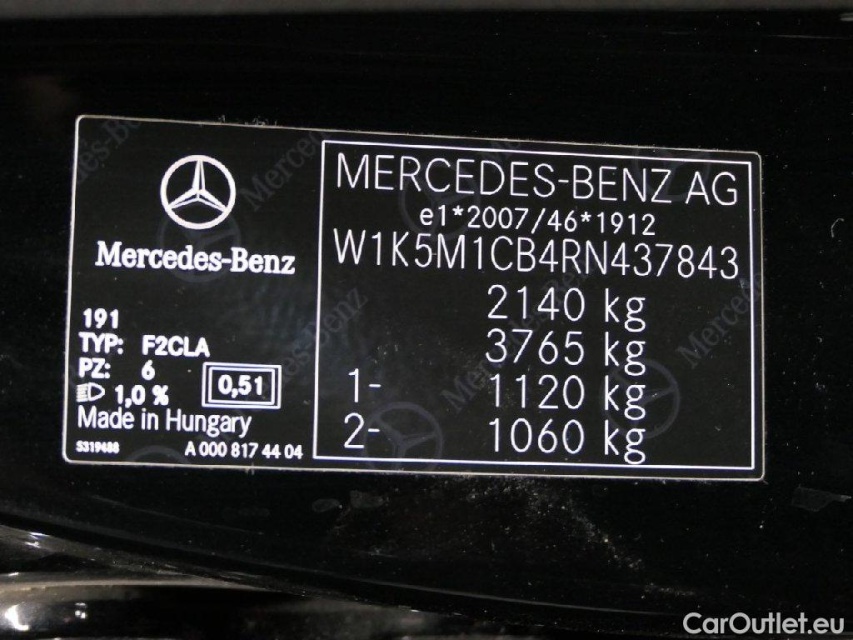 Mercedes-Benz
191
TYP: F2CLA
PZ: 6
1,0 %
0,51
Made in Hungary
S319488
A 000 817 44 04
MERCEDES-BENZ AG
e1*2007/46*1912
W1K5M1CB4RN437843
2140 kg
3765 kg
1- 1120 kg
2- 1060 kg
CarOutlet.eu